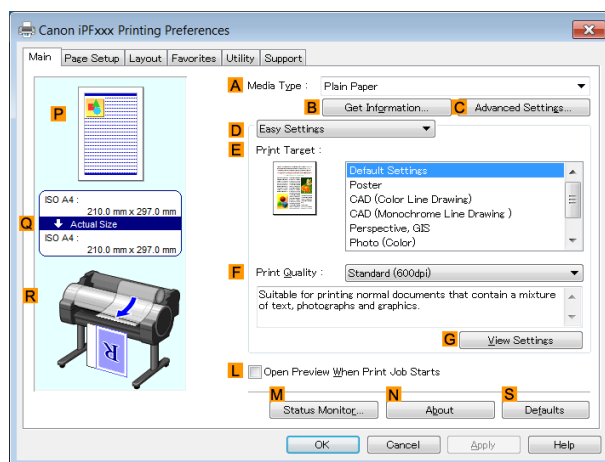 Canon iPFxxx Printing Preferences
Main Page Setup Layout Favorites Utility Support
A Media Type : Plain Paper
B Get Information... C Advanced Settings...
D Easy Settings
E Print Target :
Default Settings
Poster
CAD (Color Line Drawing)
CAD (Monochrome Line Drawing )
Perspective, GIS
Photo (Color)
F Print Quality : Standard (600dpi)
Suitable for printing normal documents that contain a mixture
of text, photographs and graphics.
G View Settings
L Open Preview When Print Job Starts
M Status Monitor... N About S Defaults
OK Cancel Apply Help
P
Q
ISO A4 :
210.0 mm x 297.0 mm
Actual Size
ISO A4 :
210.0 mm x 297.0 mm
R
R